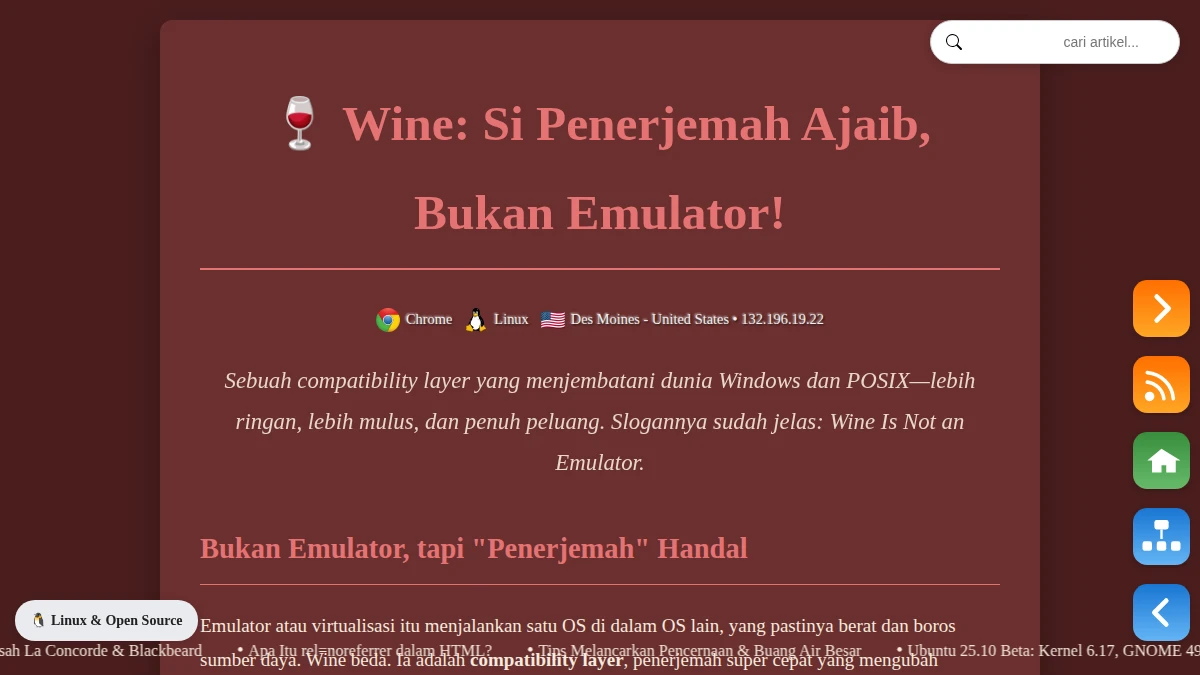 cari artikel...
Wine: Si Penerjemah Ajaib,
Bukan Emulator!
Chrome Linux Des Moines - United States • 132.196.19.22
Sebuah compatibility layer yang menjembatani dunia Windows dan POSIX—lebih
ringan, lebih mulus, dan penuh peluang. Slogannya sudah jelas: Wine Is Not an
Emulator.
Bukan Emulator, tapi "Penerjemah" Handal
Linux & Open Source
Emulator atau virtualisasi itu menjalankan satu OS di dalam OS lain, yang pastinya berat dan boros
sah La Concorde & Blackbeard • Apa Itu rel=noreferrer dalam HTML? • Tips Melancarkan Pencernaan & Buang Air Besar • Ubuntu 25.10 Beta: Kernel 6.17, GNOME 49
sumber daya. Wine beda. Ia adalah compatibility layer, penerjemah super cepat yang mengubah